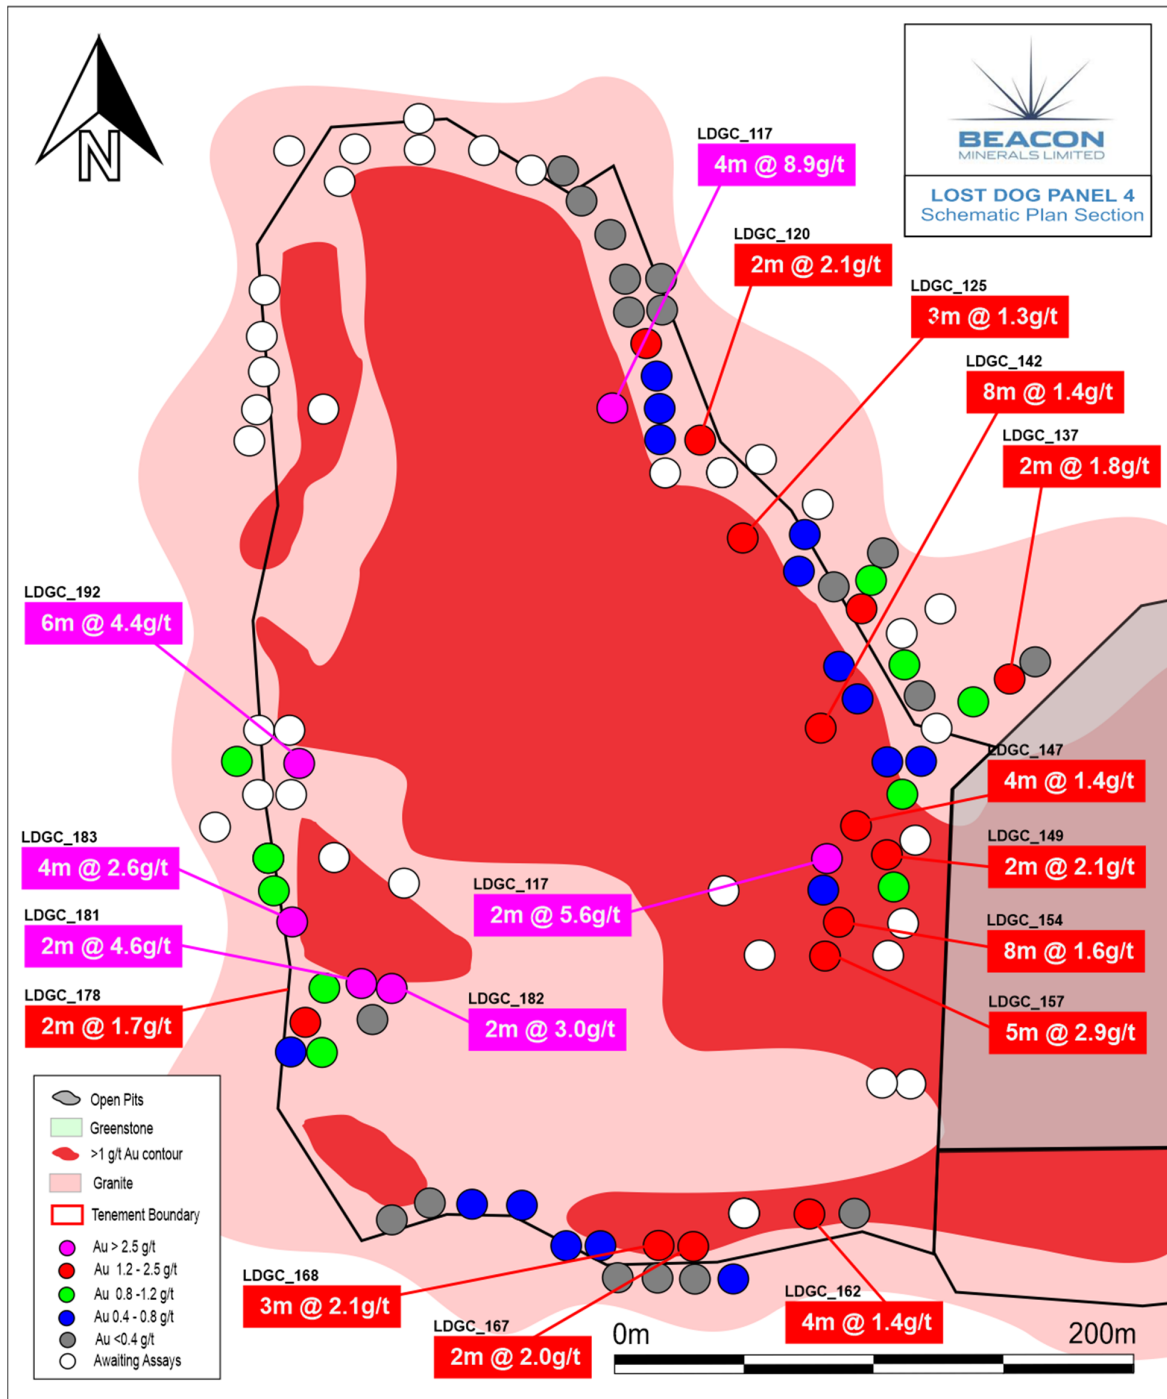 N
BEACON
MINERALS LIMITED
LOST DOG PANEL 4
Schematic Plan Section
LDGC_117
4m @ 8.9g/t
LDGC_120
2m @ 2.1g/t
LDGC_125
3m @ 1.3g/t
LDGC_142
8m @ 1.4g/t
LDGC_137
2m @ 1.8g/t
LDGC_192
6m @ 4.4g/t
LDGC_147
4m @ 1.4g/t
LDGC_183
4m @ 2.6g/t
LDGC_149
2m @ 2.1g/t
LDGC_117
2m @ 5.6g/t
LDGC_181
2m @ 4.6g/t
LDGC_154
8m @ 1.6g/t
LDGC_178
2m @ 1.7g/t
LDGC_182
2m @ 3.0g/t
LDGC_157
5m @ 2.9g/t
Open Pits
Greenstone
>1 g/t Au contour
Granite
Tenement Boundary
Au > 2.5 g/t
Au 1.2 - 2.5 g/t
Au 0.8 -1.2 g/t
Au 0.4 - 0.8 g/t
Au <0.4 g/t
Awaiting Assays
LDGC_168
3m @ 2.1g/t
LDGC_167
2m @ 2.0g/t
LDGC_162
4m @ 1.4g/t
0m
200m